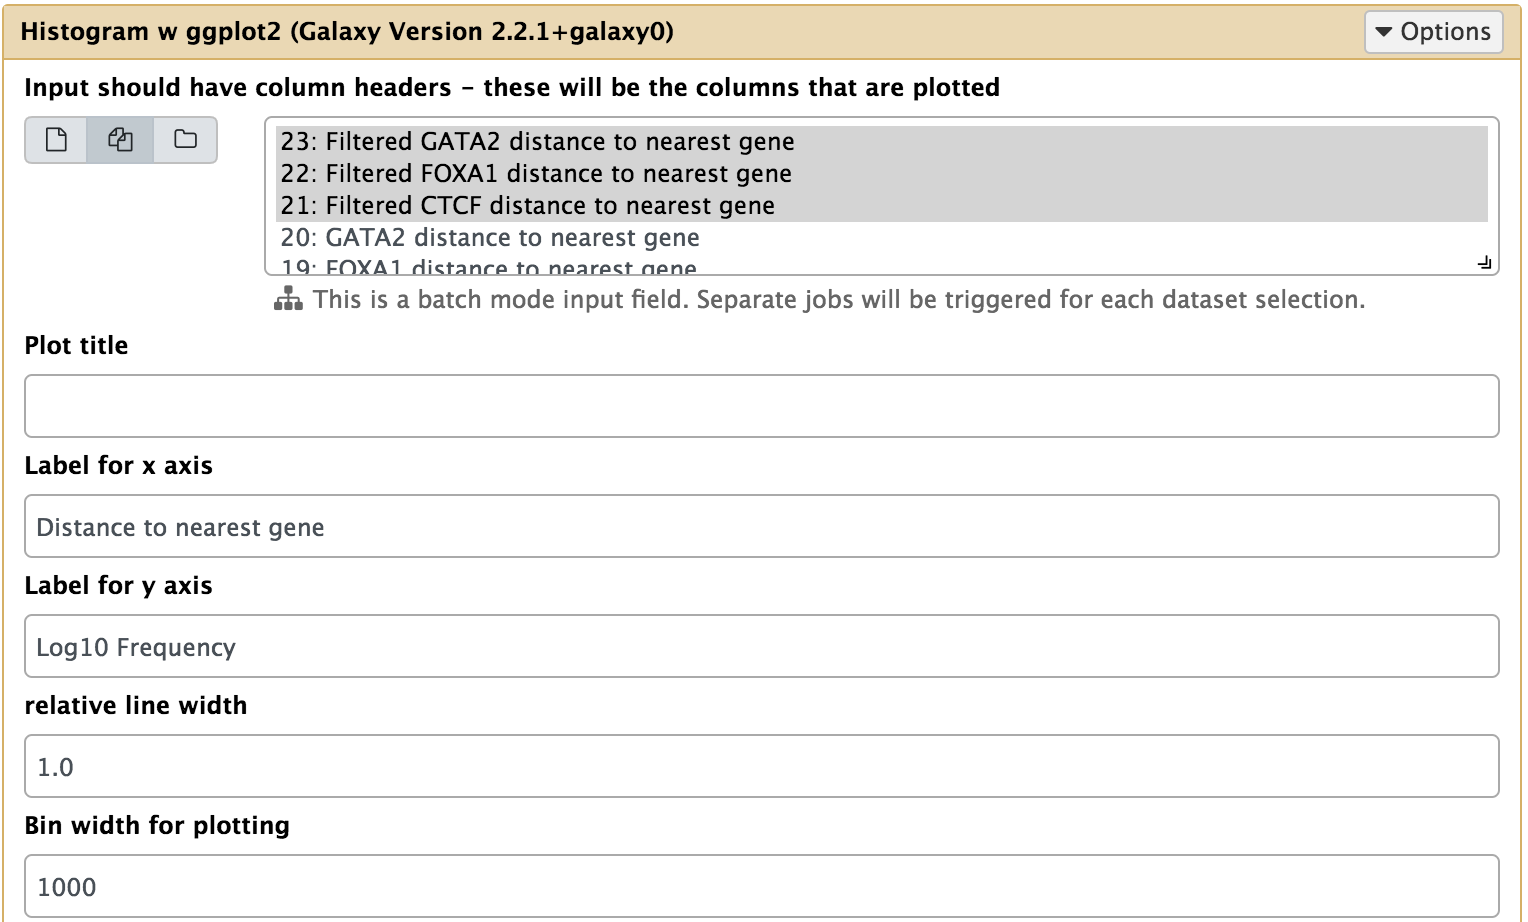 Histogram w ggplot2 (Galaxy Version 2.2.1+galaxy0)
Options
Input should have column headers - these will be the columns that are plotted
23: Filtered GATA2 distance to nearest gene
22: Filtered FOXA1 distance to nearest gene
21: Filtered CTCF distance to nearest gene
20: GATA2 distance to nearest gene
19: FOXA1 distance to nearest gene
This is a batch mode input field. Separate jobs will be triggered for each dataset selection.
Plot title
Label for x axis
Distance to nearest gene
Label for y axis
Log10 Frequency
relative line width
1.0
Bin width for plotting
1000